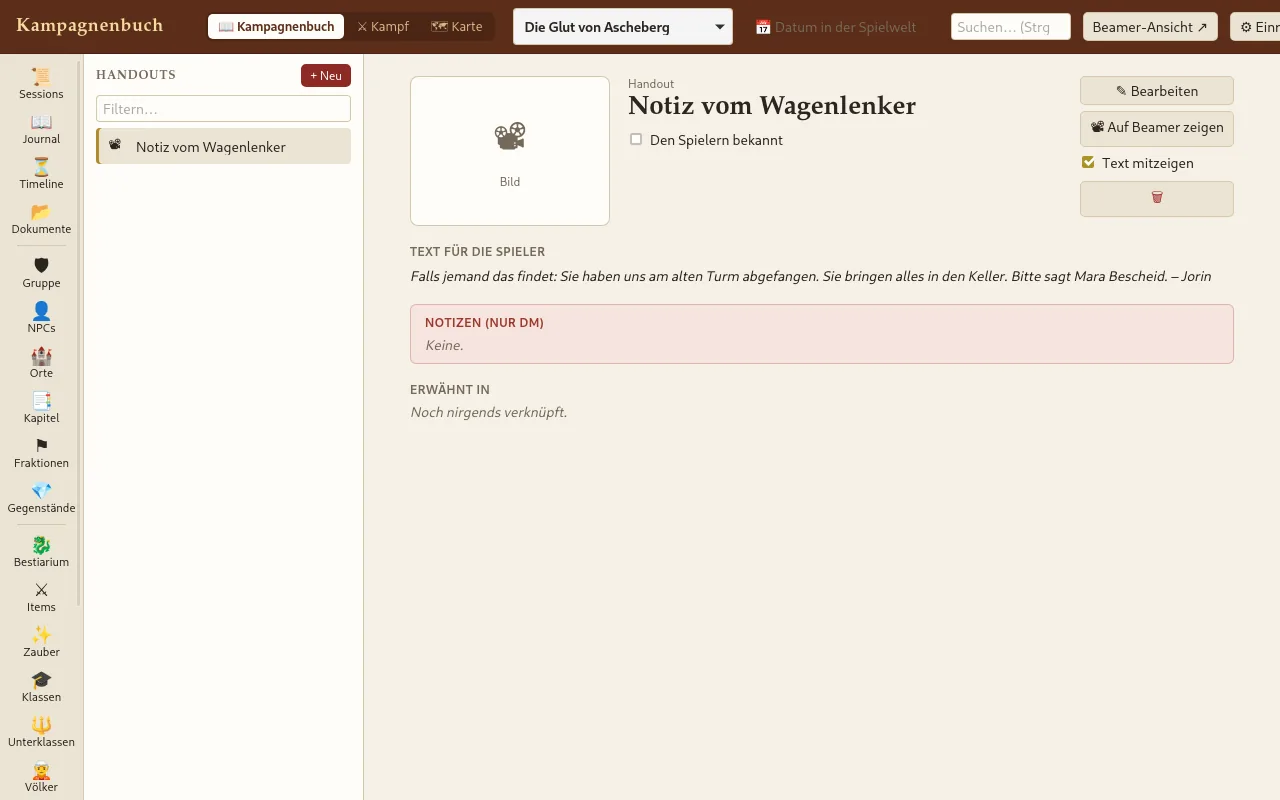 Kampagnenbuch
📖 Kampagnenbuch
⚔ Kampf
🗺 Karte
Die Glut von Ascheberg
📅 Datum in der Spielwelt
Suchen… (Strg
Beamer-Ansicht ↗
⚙ Einr
Sessions
Journal
Timeline
Dokumente
Gruppe
NPCs
Orte
Kapitel
Fraktionen
Gegenstände
Bestiarium
Items
Zauber
Klassen
Unterklassen
Völker
HANDOUTS
+ Neu
Filtern…
Notiz vom Wagenlenker
Bild
Handout
Notiz vom Wagenlenker
Den Spielern bekannt
✎ Bearbeiten
📽 Auf Beamer zeigen
Text mitzeigen
TEXT FÜR DIE SPIELER
Falls jemand das findet: Sie haben uns am alten Turm abgefangen. Sie bringen alles in den Keller. Bitte sagt Mara Bescheid. – Jorin
NOTIZEN (NUR DM)
Keine.
ERWÄHNT IN
Noch nirgends verknüpft.